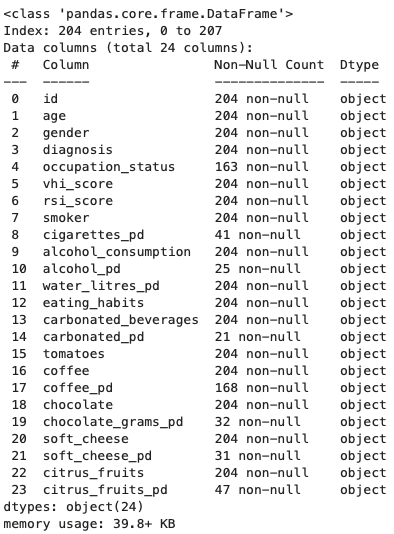 <class 'pandas.core.frame.DataFrame'>
Index: 204 entries, 0 to 207
Data columns (total 24 columns):
 #   Column               Non-Null Count  Dtype
---  ------               --------------  -----
 0   id                   204 non-null    object
 1   age                  204 non-null    object
 2   gender               204 non-null    object
 3   diagnosis            204 non-null    object
 4   occupation_status    163 non-null    object
 5   vhi_score            204 non-null    object
 6   rsi_score            204 non-null    object
 7   smoker               204 non-null    object
 8   cigarettes_pd        41 non-null     object
 9   alcohol_consumption  204 non-null    object
 10  alcohol_pd           25 non-null     object
 11  water_litres_pd      204 non-null    object
 12  eating_habits        204 non-null    object
 13  carbonated_beverages 204 non-null    object
 14  carbonated_pd        21 non-null     object
 15  tomatoes             204 non-null    object
 16  coffee               204 non-null    object
 17  coffee_pd            168 non-null    object
 18  chocolate            204 non-null    object
 19  chocolate_grams_pd   32 non-null     object
 20  soft_cheese          204 non-null    object
 21  soft_cheese_pd       31 non-null     object
 22  citrus_fruits        204 non-null    object
 23  citrus_fruits_pd     47 non-null     object
dtypes: object(24)
memory usage: 39.8+ KB